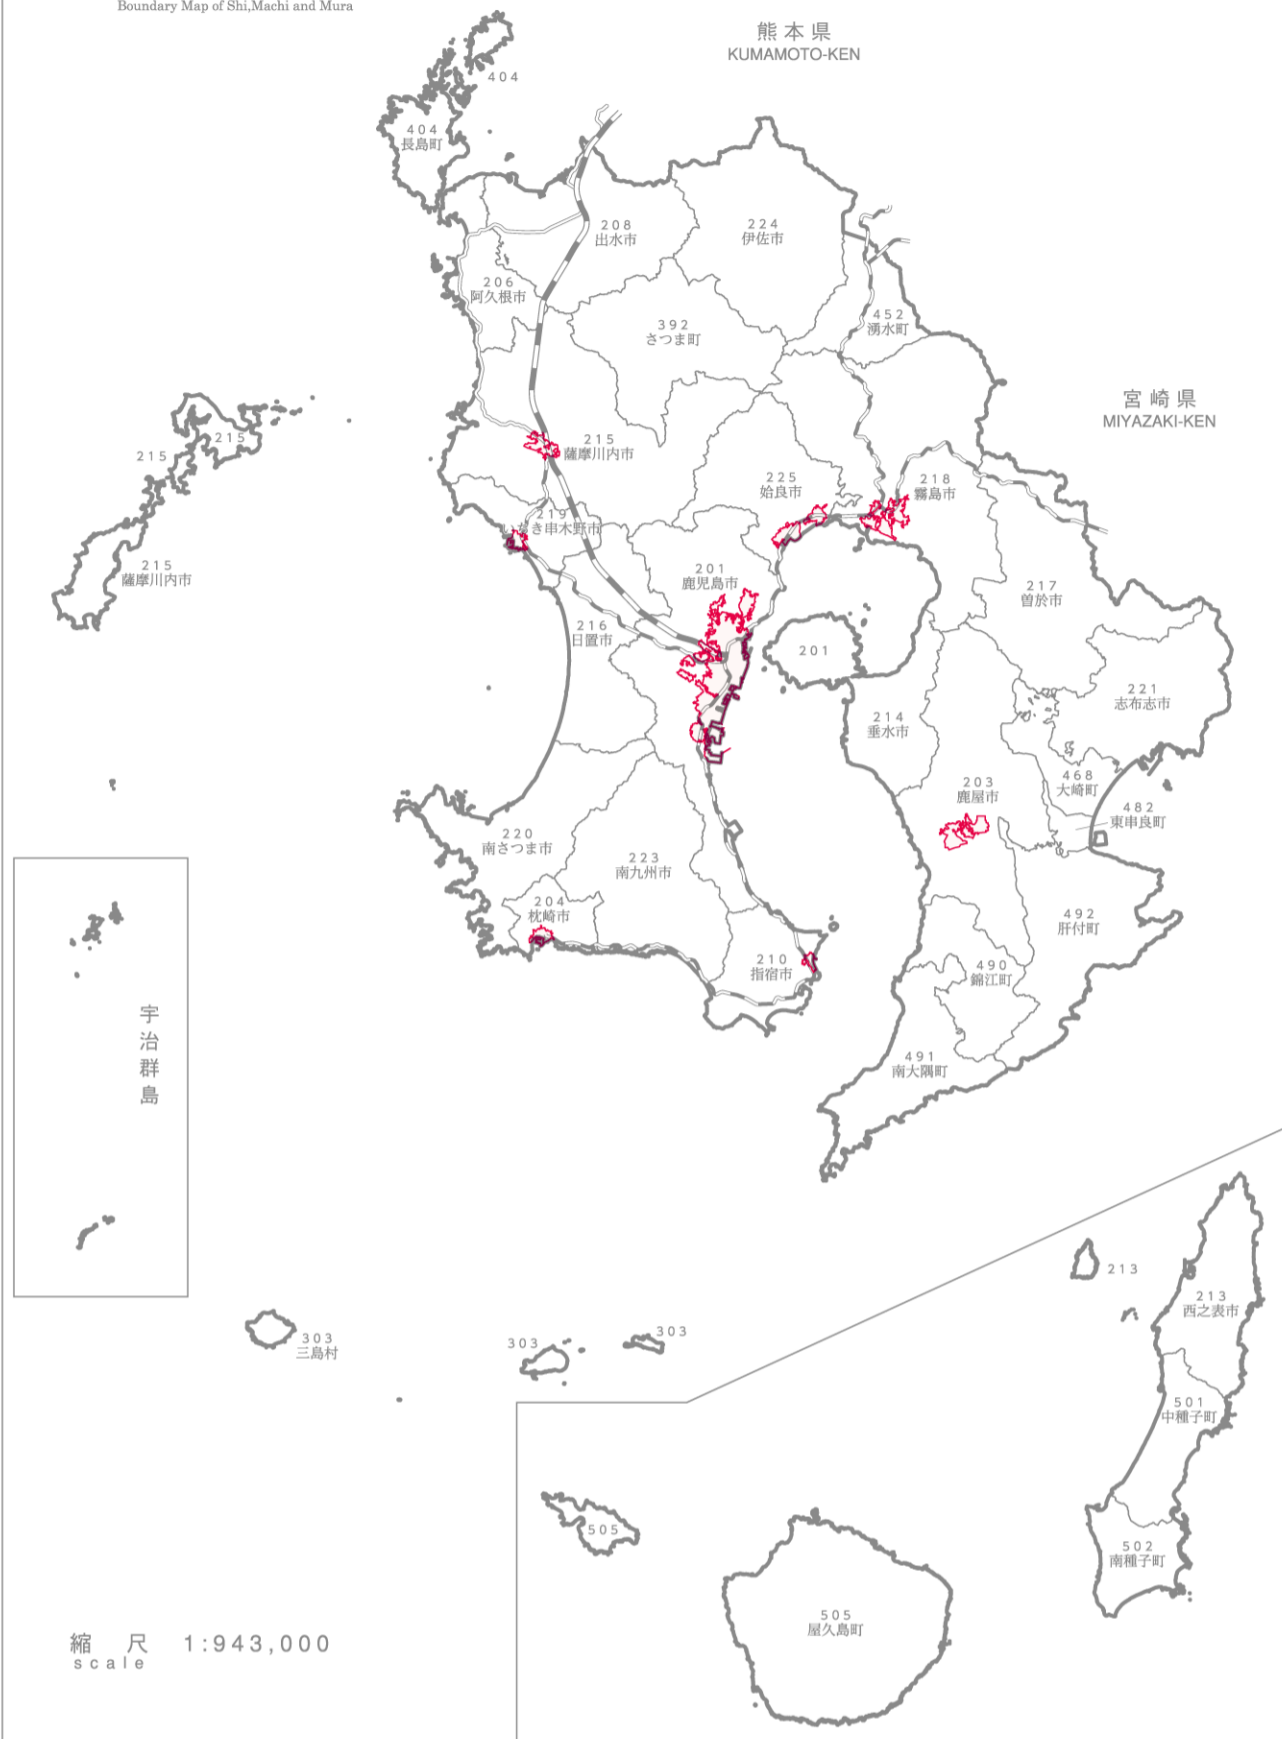 Boundary Map of Shi,Machi and Mura
熊本県
KUMAMOTO-KEN
404
404
長島町
208
出水市
224
伊佐市
206
阿久根市
452
湧水町
392
さつま町
宮崎県
MIYAZAKI-KEN
215
215
215
薩摩川内市
225
姶良市
218
霧島市
219
いちき串木野市
215
薩摩川内市
201
鹿児島市
217
曽於市
216
日置市
201
221
志布志市
214
垂水市
203
鹿屋市
468
大崎町
482
東串良町
220
南さつま市
223
南九州市
204
枕崎市
492
肝付町
210
指宿市
490
錦江町
宇治群島
491
南大隅町
213
213
西之表市
303
三島村
303
303
501
中種子町
505
502
南種子町
505
屋久島町
縮尺 1:943,000
scale